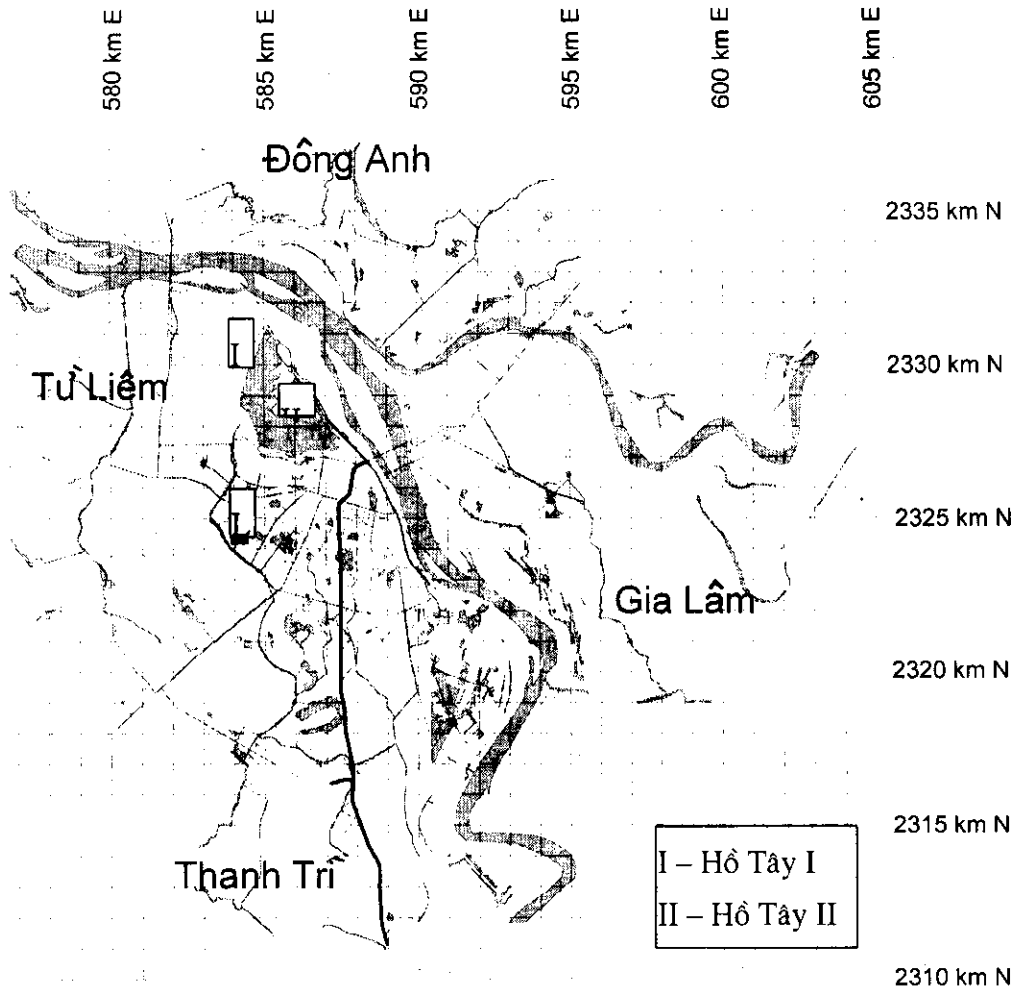 580 km E
585 km E
590 km E
595 km E
600 km E
605 km E
Đông Anh
2335 km N
I
2330 km N
Từ Liêm
II
2325 km N
I
Gia Lâm
2320 km N
2315 km N
I – Hồ Tây I
II – Hồ Tây II
Thanh Trì
2310 km N